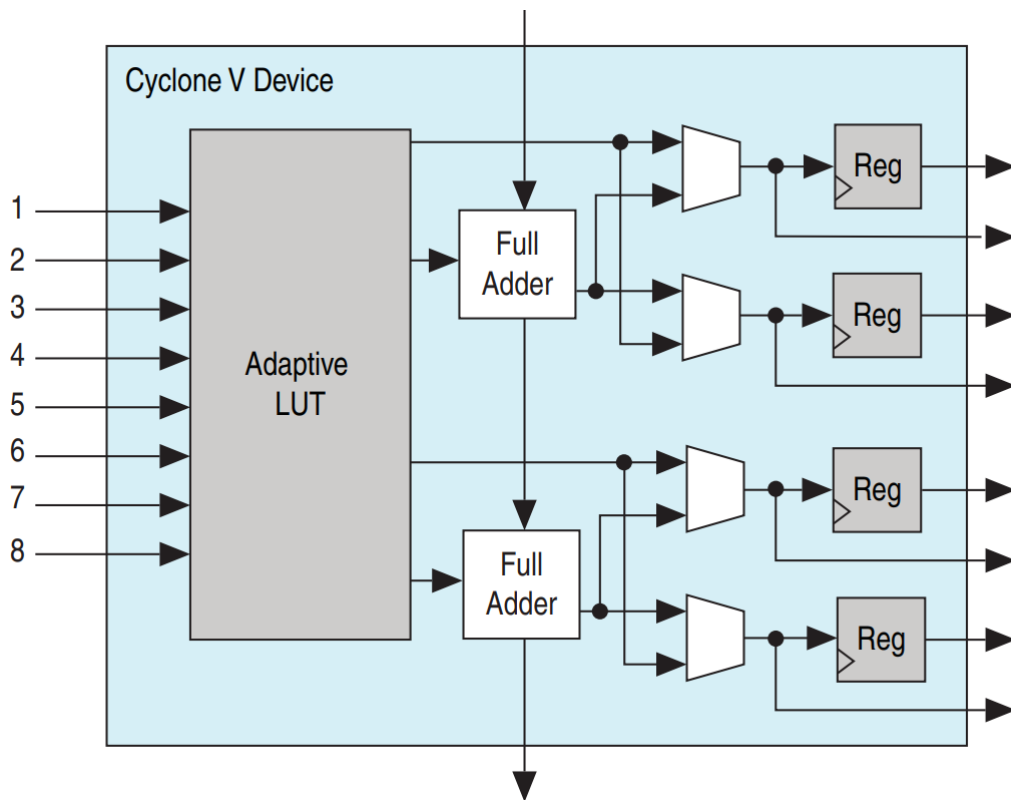 Cyclone V Device
1
2
3
4
5
6
7
8
Adaptive
LUT
Full
Adder
Full
Adder
Reg
Reg
Reg
Reg